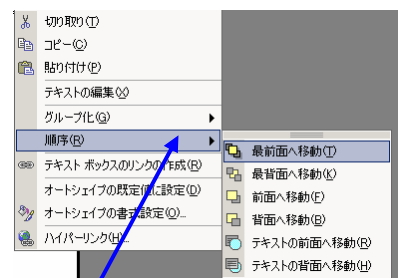 切り取り(T)
コピー(C)
貼り付け(P)
テキストの編集(X)
グループ化(G)
順序(R)
テキスト ボックスのリンクの作成(R)
オートシェイプの既定値に設定(D)
オートシェイプの書式設定(O)...
ハイパーリンク(H)...
最前面へ移動(T)
最背面へ移動(K)
前面へ移動(F)
背面へ移動(B)
テキストの前面へ移動(R)
テキストの背面へ移動(H)